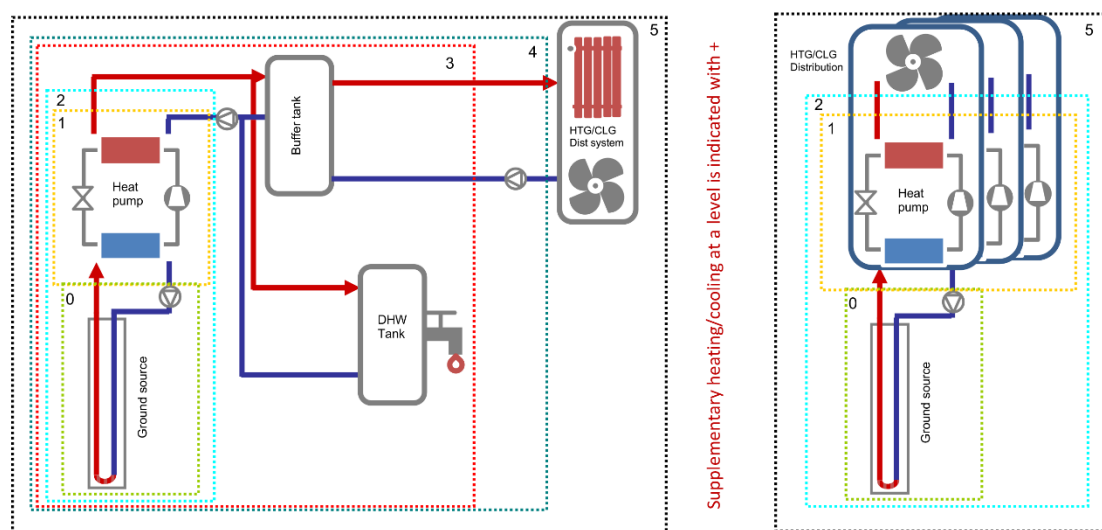 5
4
3
2
1
Buffer tank
HTG/CLG
Dist system
Heat
pump
0
DHW
Tank
Ground source
Supplementary heating/cooling at a level is indicated with +
5
HTG/CLG
Distribution
2
1
Heat
pump
0
Ground source